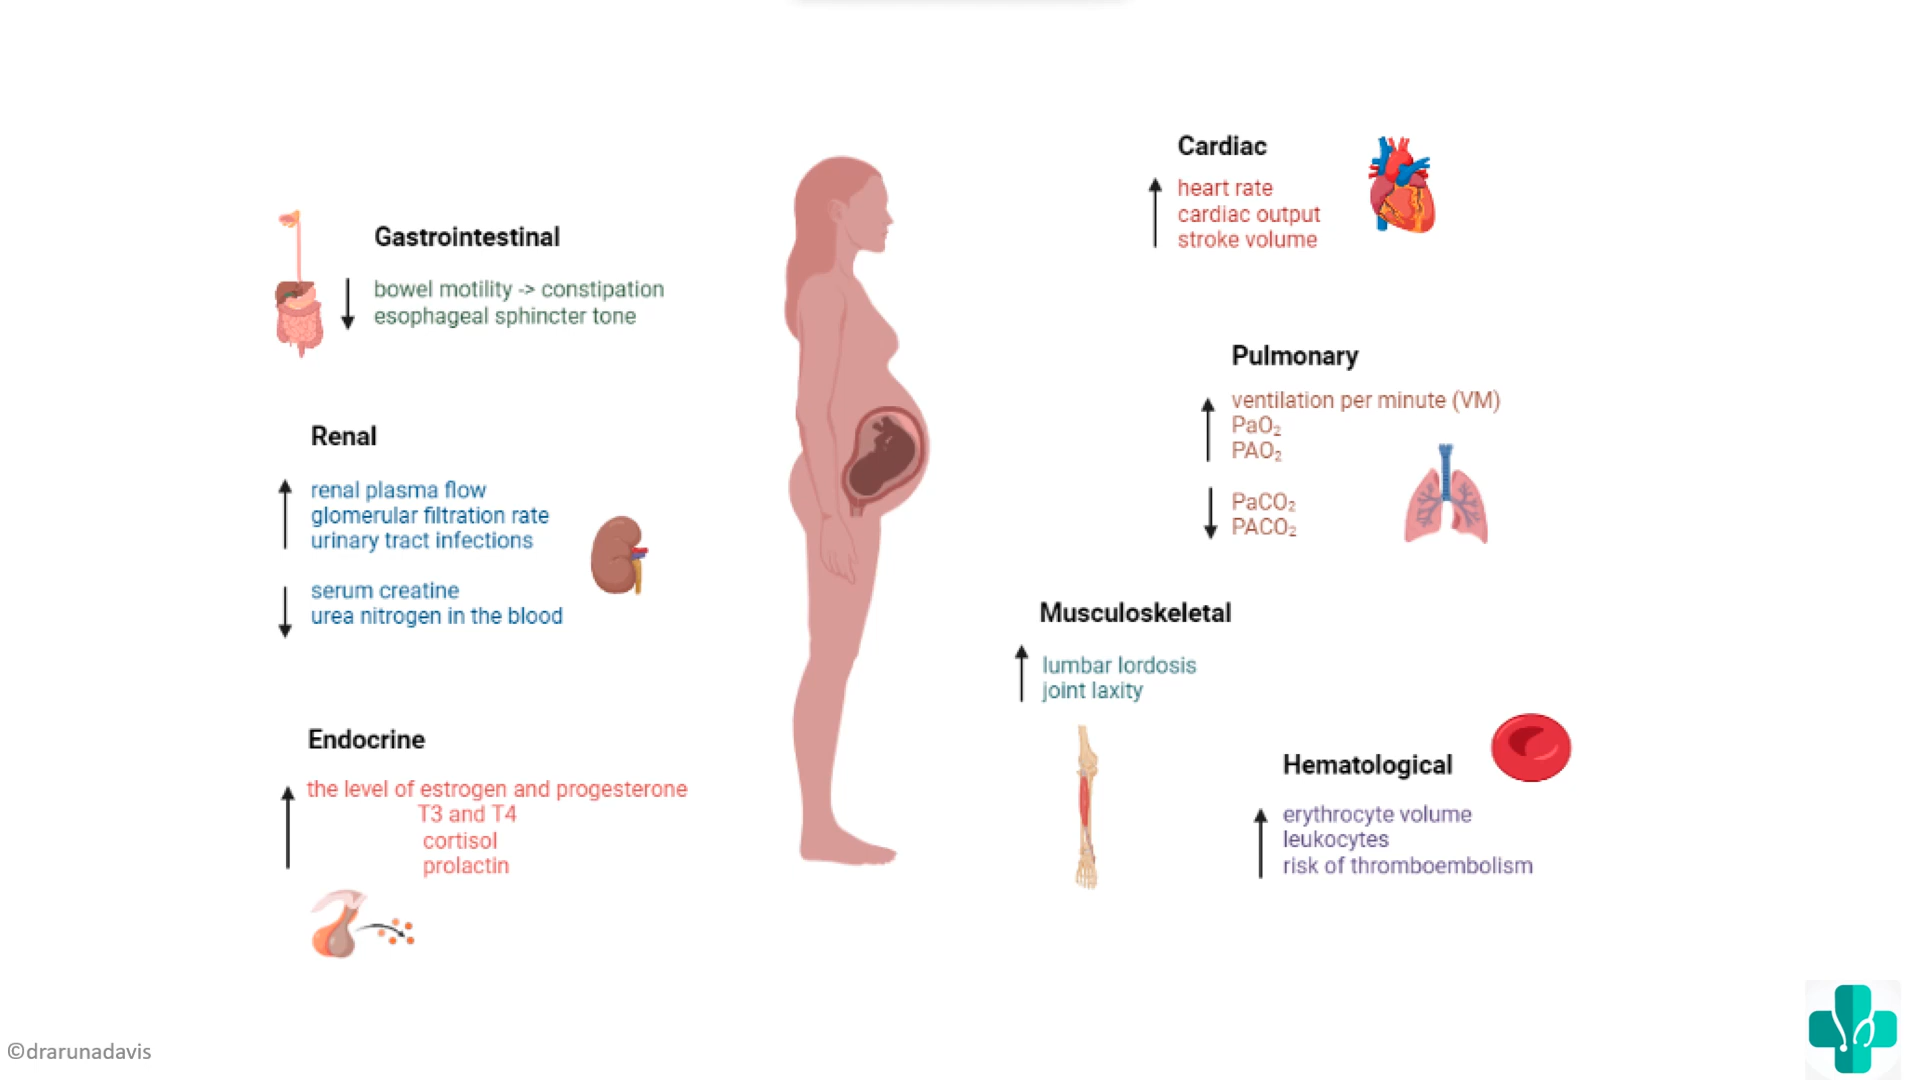 Gastrointestinal
bowel motility -> constipation
esophageal sphincter tone
Renal
renal plasma flow
glomerular filtration rate
urinary tract infections
serum creatine
urea nitrogen in the blood
Endocrine
the level of estrogen and progesterone
T3 and T4
cortisol
prolactin
Cardiac
heart rate
cardiac output
stroke volume
Pulmonary
ventilation per minute (VM)
PaO₂
PAO₂
PaCO₂
PACO₂
Musculoskeletal
lumbar lordosis
joint laxity
Hematological
erythrocyte volume
leukocytes
risk of thromboembolism
©drarunadavis